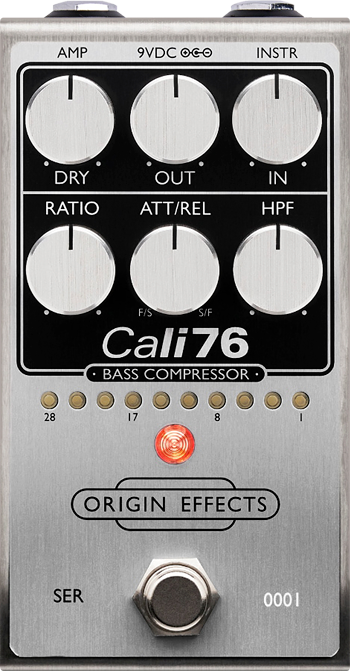 AMP 9VDC INSTR
DRY OUT IN
RATIO ATT/REL HPF
F/S S/F
Cali76
· BASS COMPRESSOR ·
28 17 8 1
ORIGIN EFFECTS
SER 0001